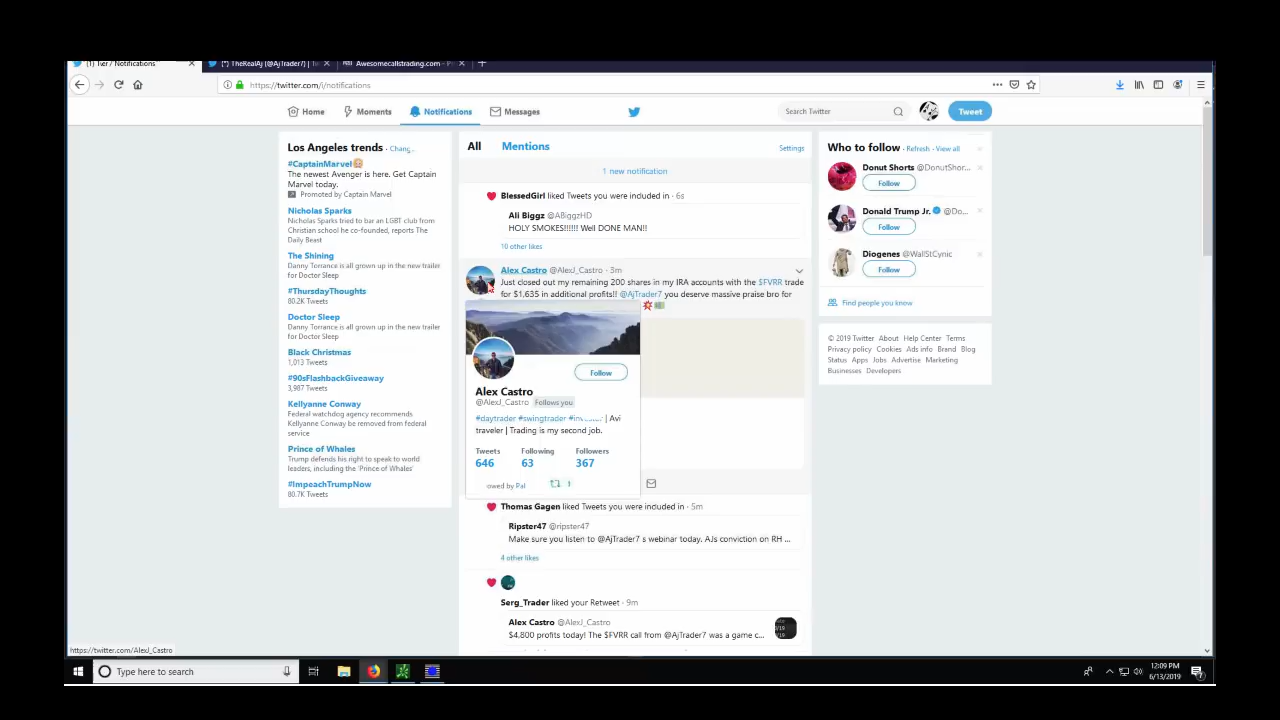 TheRealAj (@AjTrader7) | Tw
Awesomecallstrading.com
https://twitter.com/i/notifications
Home
Moments
Notifications
Messages
Search Twitter
Tweet
Los Angeles trends · Chang...
#CaptainMarvel
The newest Avenger is here. Get Captain
Marvel today.
Promoted by Captain Marvel
Nicholas Sparks
Nicholas Sparks tried to bar an LGBT club from
Christian school he co-founded, reports The
Daily Beast
The Shining
Danny Torrance is all grown up in the new trailer
for Doctor Sleep
#ThursdayThoughts
80.2K Tweets
Doctor Sleep
Danny Torrance is all grown up in the new trailer
for Doctor Sleep
Black Christmas
1,013 Tweets
#90sFlashbackGiveaway
3,987 Tweets
Kellyanne Conway
Federal watchdog agency recommends
Kellyanne Conway be removed from federal
service
Prince of Whales
Trump defends his right to speak to world
leaders, including the 'Prince of Whales'
#ImpeachTrumpNow
80.7K Tweets
All
Mentions
Settings
1 new notification
BlessedGirl liked Tweets you were included in · 6s
Ali Biggz @ABiggzHD
HOLY SMOKES!!!!!! Well DONE MAN!!
10 other likes
Alex Castro @AlexJ_Castro · 3m
Just closed out my remaining 200 shares in my IRA accounts with the $FVRR trade
for $1,635 in additional profits!! @AjTrader7 you deserve massive praise bro for
Follow
Alex Castro
@AlexJ_Castro Follows you
#daytrader #swingtrader | Avi
traveler | Trading is my second job.
Tweets Following Followers
646 63 367
owed by Pal
1
Thomas Gagen liked Tweets you were included in · 5m
Ripster47 @ripster47
Make sure you listen to @AjTrader7 s webinar today. AJs conviction on RH ...
4 other likes
Serg_Trader liked your Retweet · 9m
Alex Castro @AlexJ_Castro
$4,800 profits today! The $FVRR call from @AjTrader7 was a game c...
Who to follow · Refresh · View all
Donut Shorts @DonutShor...
Follow
Donald Trump Jr. @Do...
Follow
Diogenes @WallStCynic
Follow
Find people you know
© 2019 Twitter About Help Center Terms
Privacy policy Cookies Ads info Brand Blog
Status Apps Jobs Advertise Marketing
Businesses Developers
https://twitter.com/AlexJ_Castro
Type here to search
12:09 PM
6/13/2019